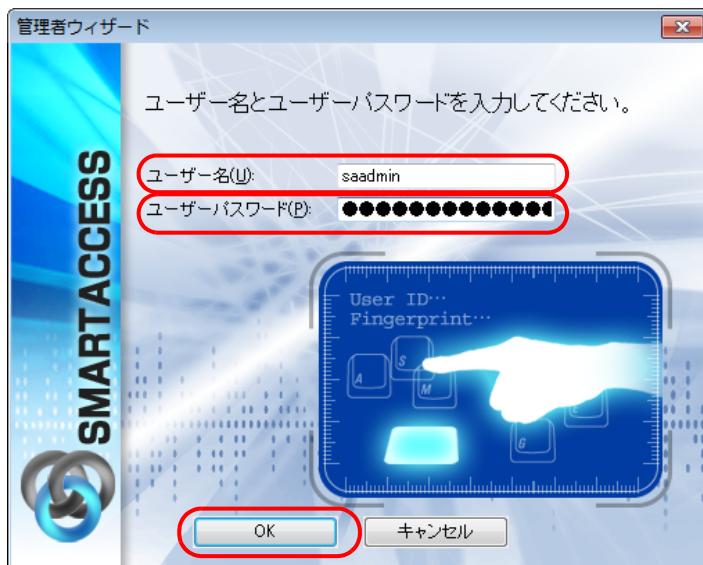 管理者ウィザード
ユーザー名とユーザーパスワードを入力してください。
ユーザー名(U): saadmin
ユーザーパスワード(P): ●●●●●●●●●●●●●
SMARTACCESS
User ID…
Fingerprint…
A
S
M
G
E
OK キャンセル